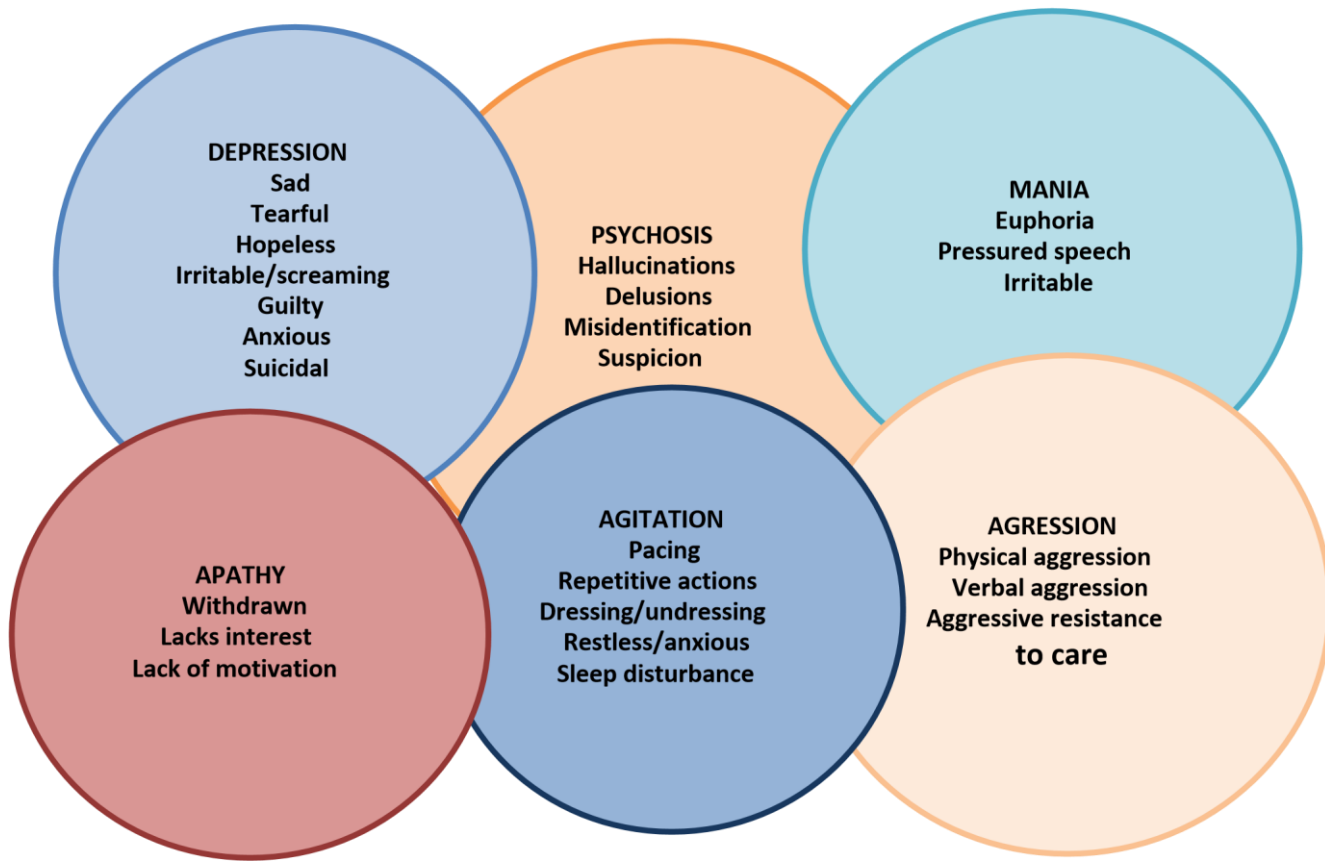 DEPRESSION
Sad
Tearful
Hopeless
Irritable/screaming
Guilty
Anxious
Suicidal
PSYCHOSIS
Hallucinations
Delusions
Misidentification
Suspicion
MANIA
Euphoria
Pressured speech
Irritable
APATHY
Withdrawn
Lacks interest
Lack of motivation
AGITATION
Pacing
Repetitive actions
Dressing/undressing
Restless/anxious
Sleep disturbance
AGRESSION
Physical aggression
Verbal aggression
Aggressive resistance
to care